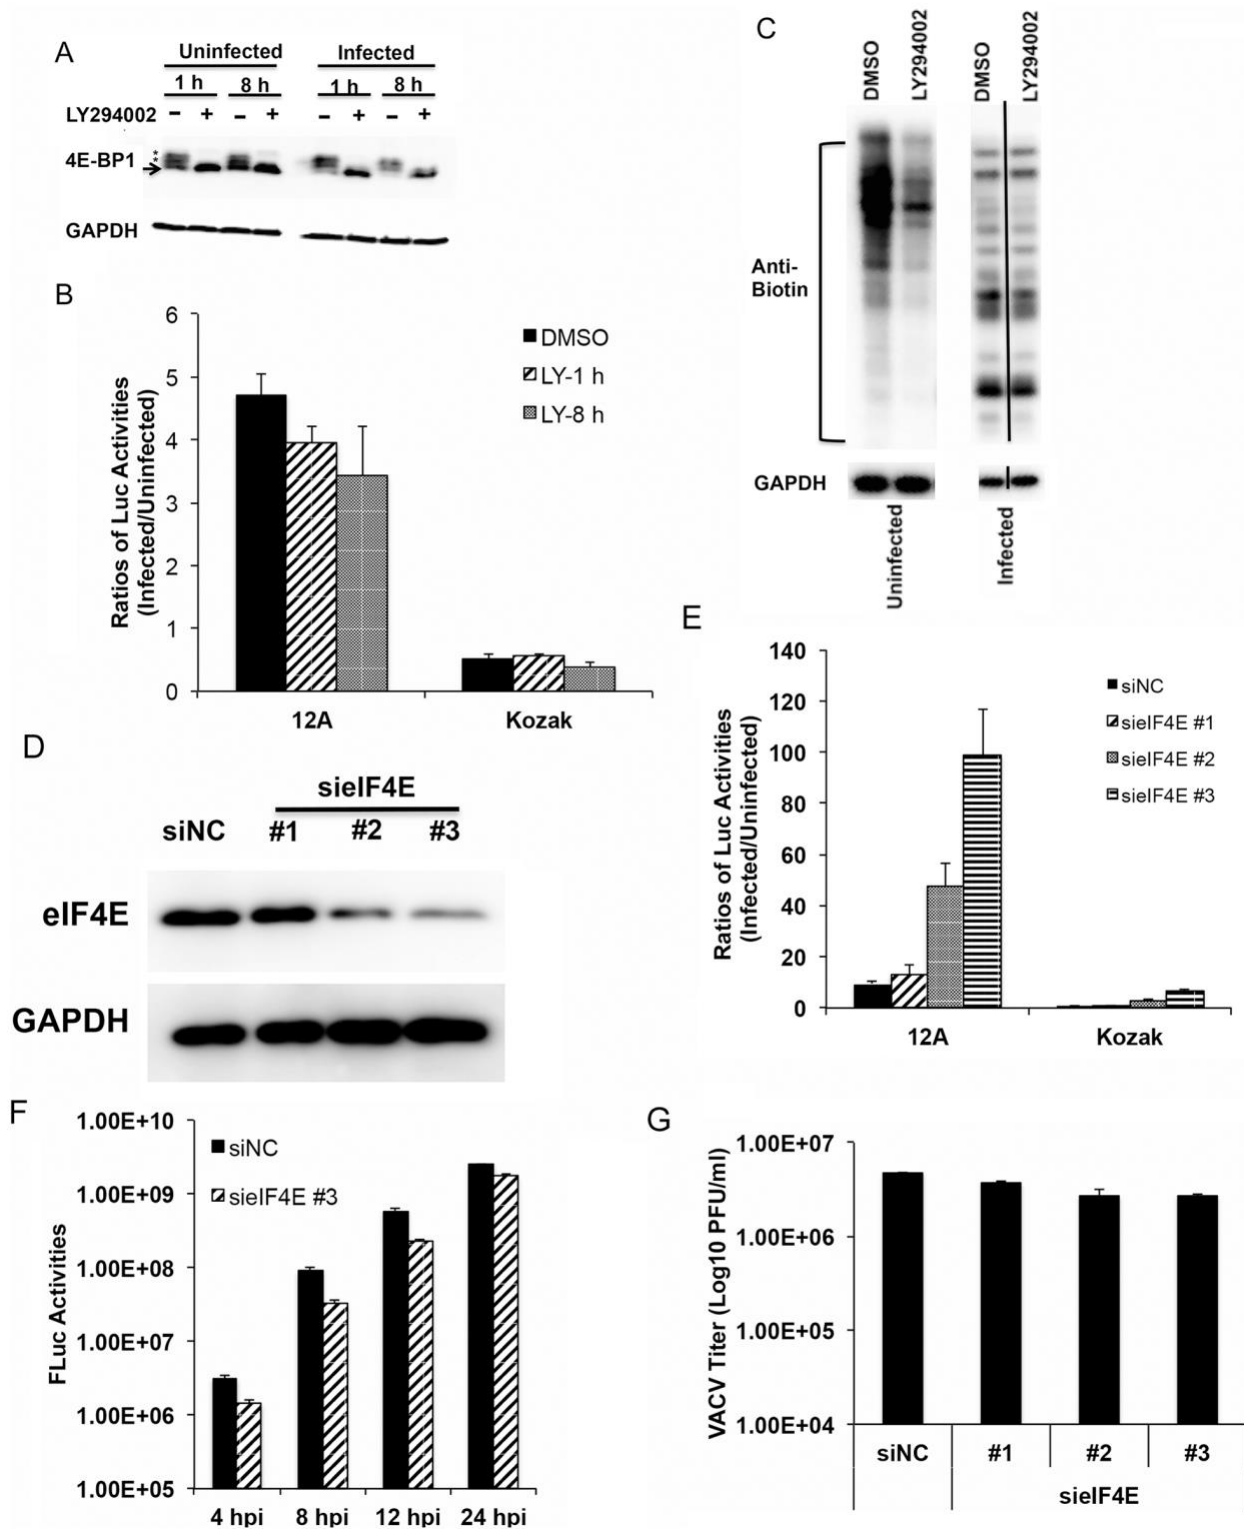 A
Uninfected Infected
1 h 8 h 1 h 8 h
LY294002 – + – + – + – +
4E-BP1
*
*
GAPDH
B
Ratios of Luc Activities
(Infected/Uninfected)
6
5
4
3
2
1
0
DMSO
LY-1 h
LY-8 h
12A Kozak
C
DMSO LY294002 DMSO LY294002
Anti-
Biotin
GAPDH
Uninfected Infected
D
sieIF4E
siNC #1 #2 #3
eIF4E
GAPDH
E
Ratios of Luc Activities
(Infected/Uninfected)
140
120
100
80
60
40
20
0
siNC
sieIF4E #1
sieIF4E #2
sieIF4E #3
12A Kozak
F
FLuc Activities
1.00E+10
1.00E+09
1.00E+08
1.00E+07
1.00E+06
1.00E+05
siNC
sieIF4E #3
4 hpi 8 hpi 12 hpi 24 hpi
G
VACV Titer (Log10 PFU/ml)
1.00E+07
1.00E+06
1.00E+05
1.00E+04
siNC #1 #2 #3
sieIF4E